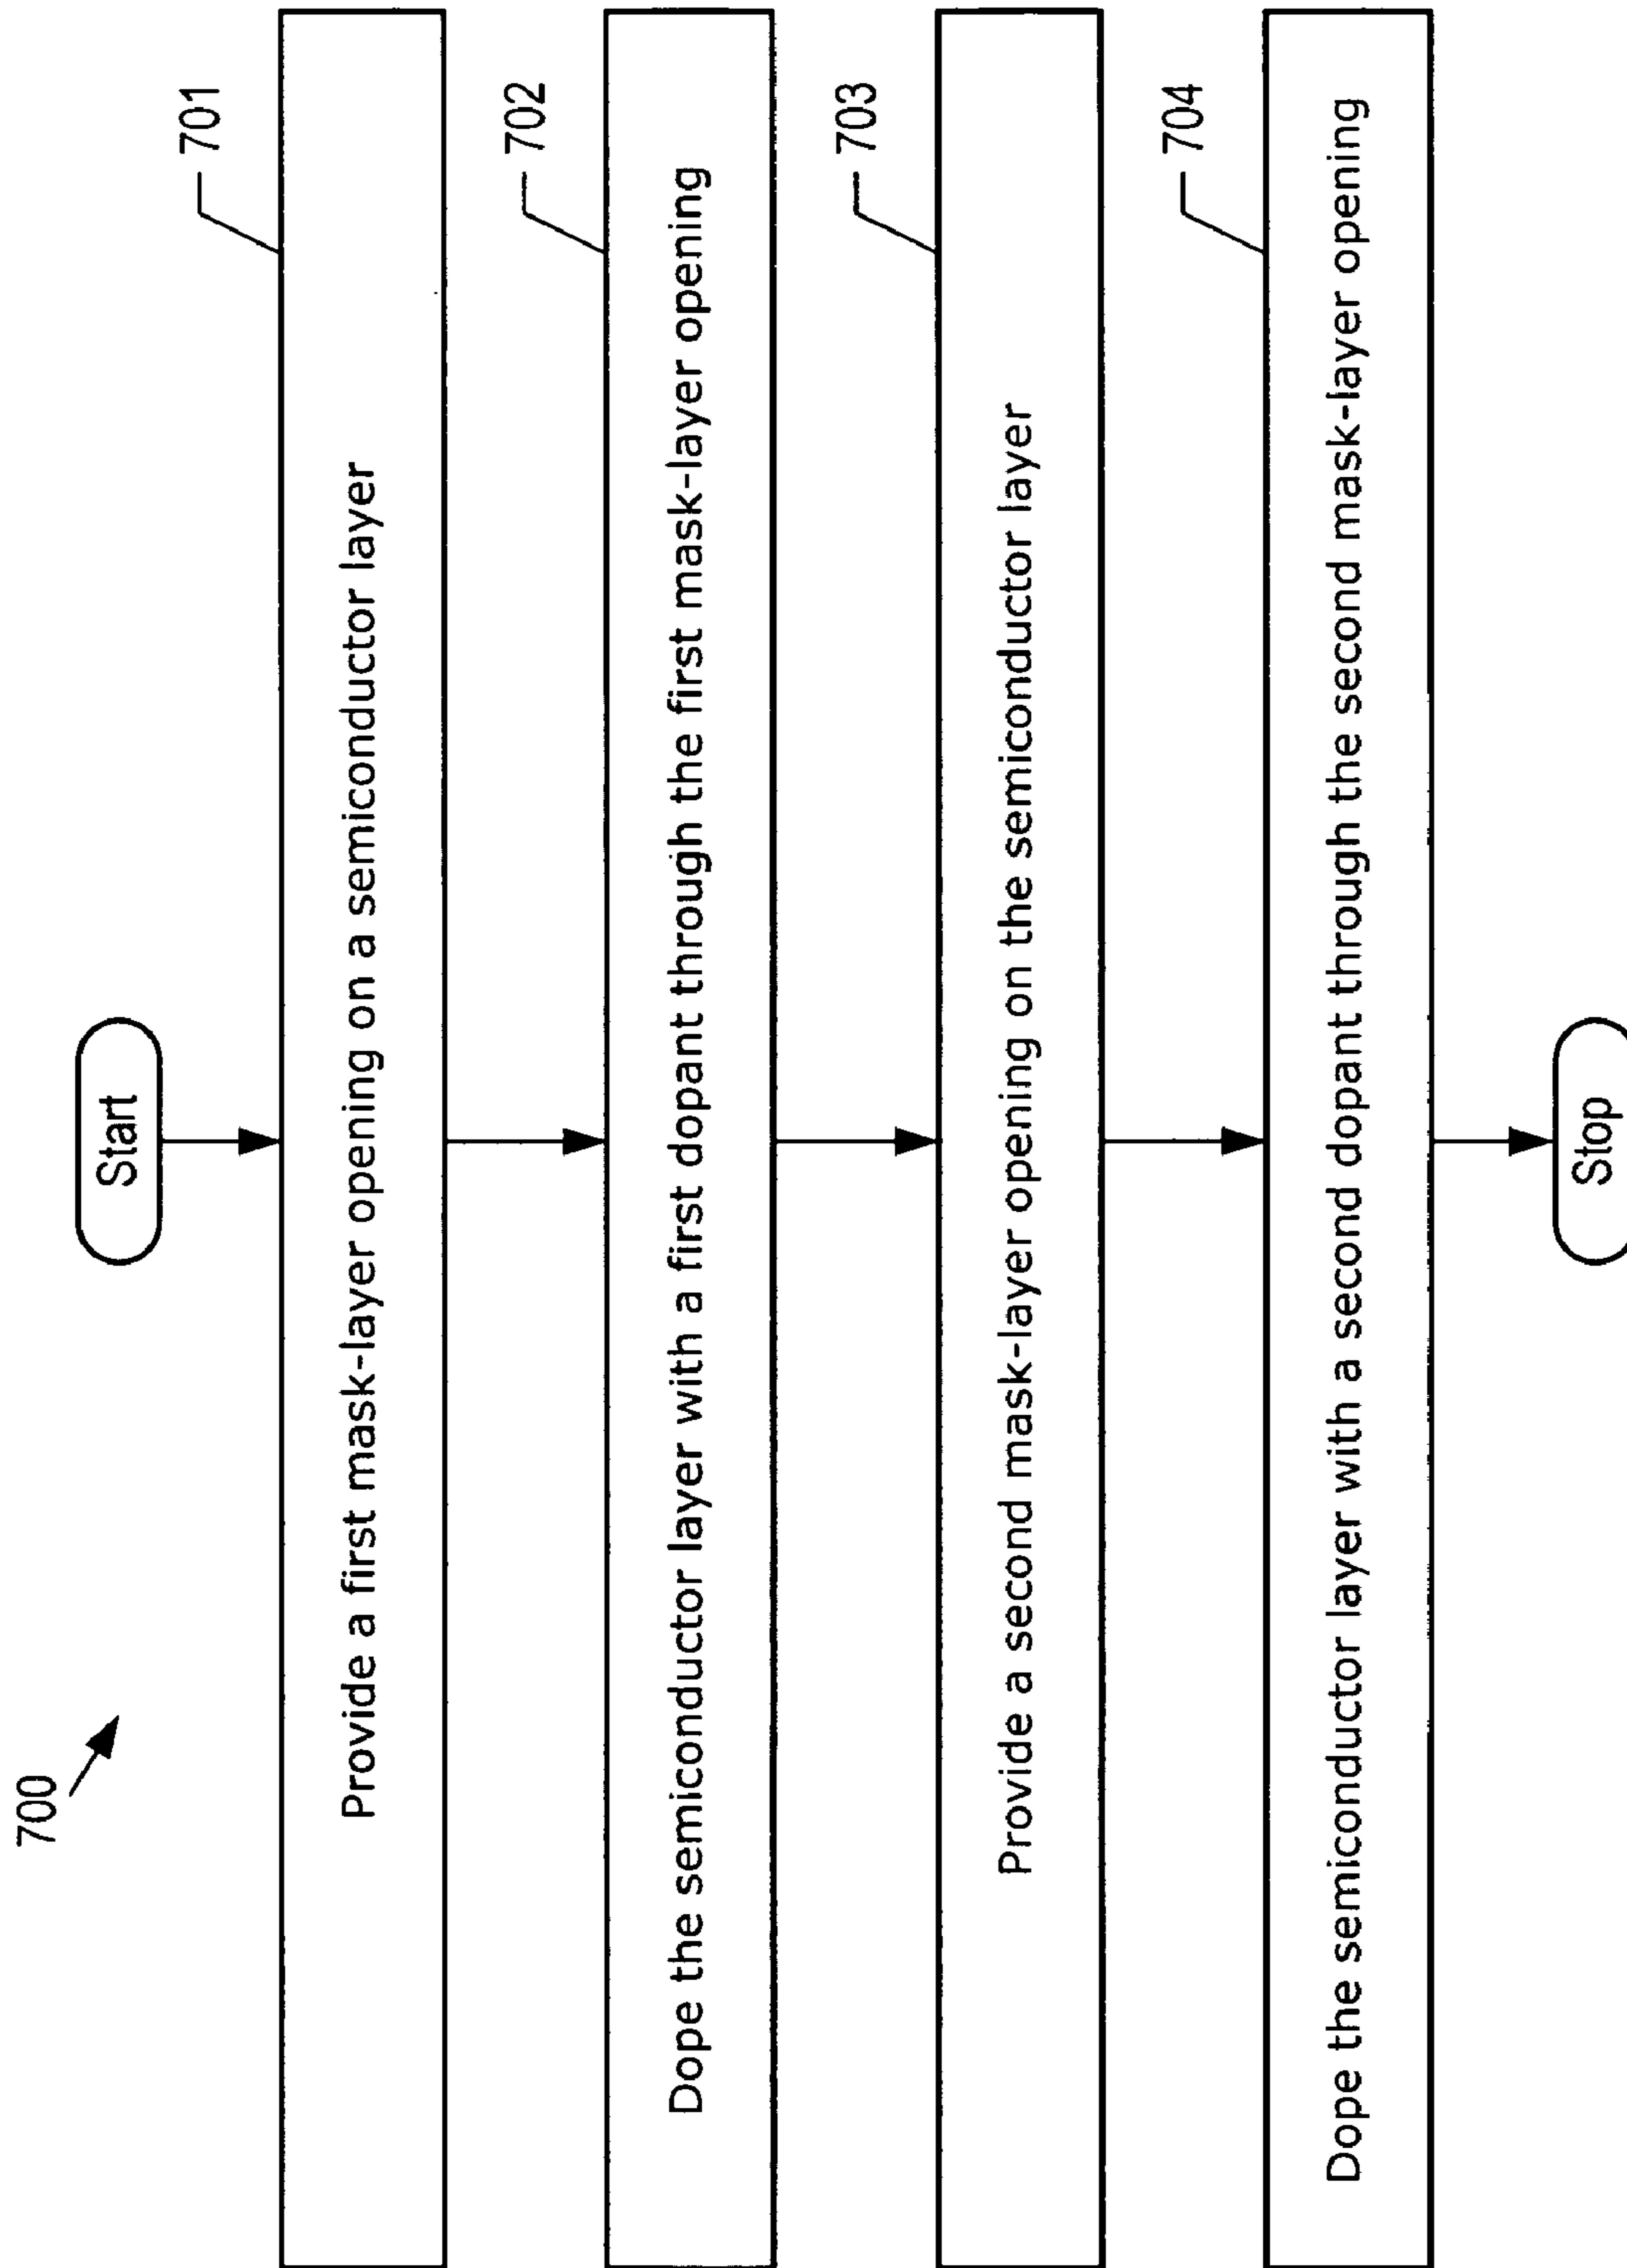 700
Start
701
Provide a first mask-layer opening on a semiconductor layer
702
Dope the semiconductor layer with a first dopant through the first mask-layer opening
703
Provide a second mask-layer opening on the semiconductor layer
704
Dope the semiconductor layer with a second dopant through the second mask-layer opening
Stop